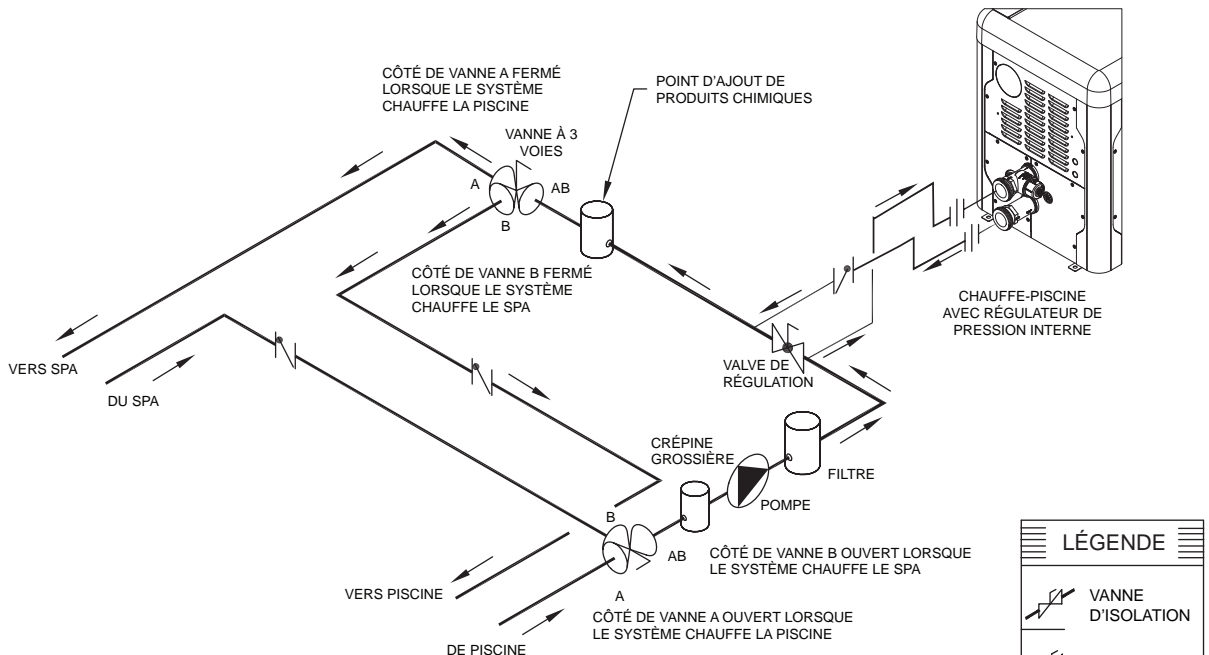 CÔTÉ DE VANNE A FERMÉ
LORSQUE LE SYSTÈME
CHAUFFE LA PISCINE
POINT D'AJOUT DE
PRODUITS CHIMIQUES
VANNE À 3
VOIES
A
AB
B
CÔTÉ DE VANNE B FERMÉ
LORSQUE LE SYSTÈME
CHAUFFE LE SPA
CHAUFFE-PISCINE
AVEC RÉGULATEUR DE
PRESSION INTERNE
VERS SPA
DU SPA
VALVE DE
RÉGULATION
CRÉPINE
GROSSIÈRE
FILTRE
POMPE
B
AB
A
CÔTÉ DE VANNE B OUVERT LORSQUE
LE SYSTÈME CHAUFFE LE SPA
VERS PISCINE
CÔTÉ DE VANNE A OUVERT LORSQUE
LE SYSTÈME CHAUFFE LA PISCINE
DE PISCINE
LÉGENDE
VANNE
D'ISOLATION